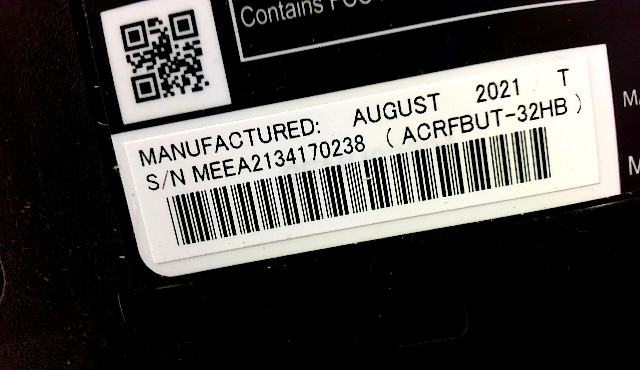 Contains
MANUFACTURED: AUGUST 2021 T
S/N MEEA2134170238 (ACRFBUT-32HB)